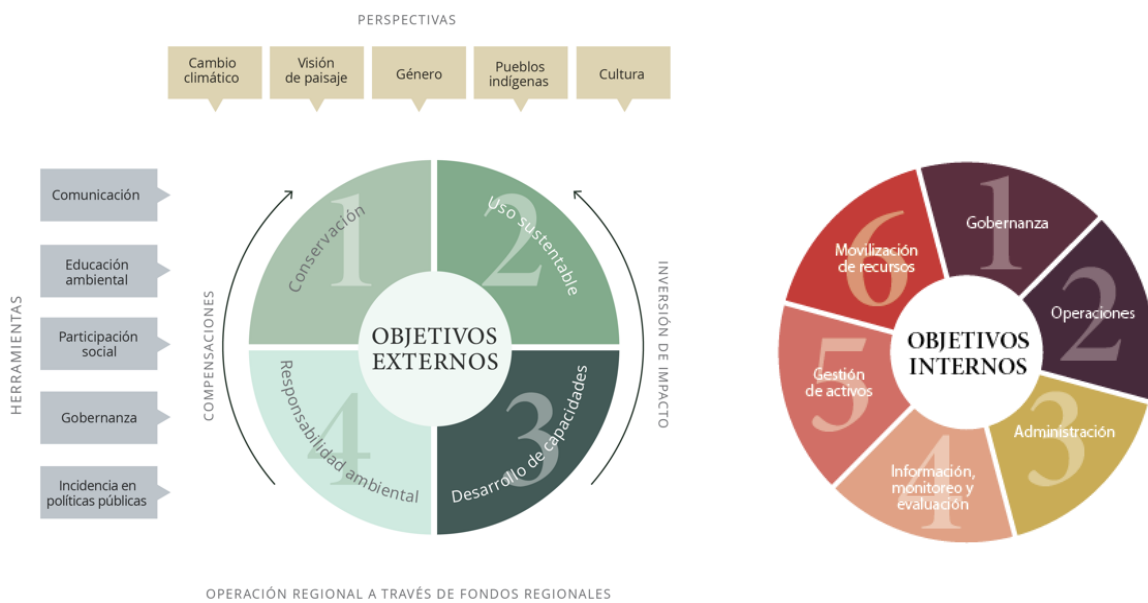 PERSPECTIVAS
Cambio
climático
Visión
de paisaje
Género
Pueblos
indígenas
Cultura
HERRAMIENTAS
Comunicación
Educación
ambiental
Participación
social
Gobernanza
Incidencia en
políticas públicas
COMPENSACIONES
1
Conservación
2
Uso sustentable
3
Desarrollo de capacidades
4
Responsabilidad ambiental
OBJETIVOS
EXTERNOS
INVERSIÓN DE IMPACTO
OPERACIÓN REGIONAL A TRAVÉS DE FONDOS REGIONALES
1
Gobernanza
2
Operaciones
3
Administración
4
Información,
monitoreo y
evaluación
5
Gestión
de activos
6
Movilización
de recursos
OBJETIVOS
INTERNOS